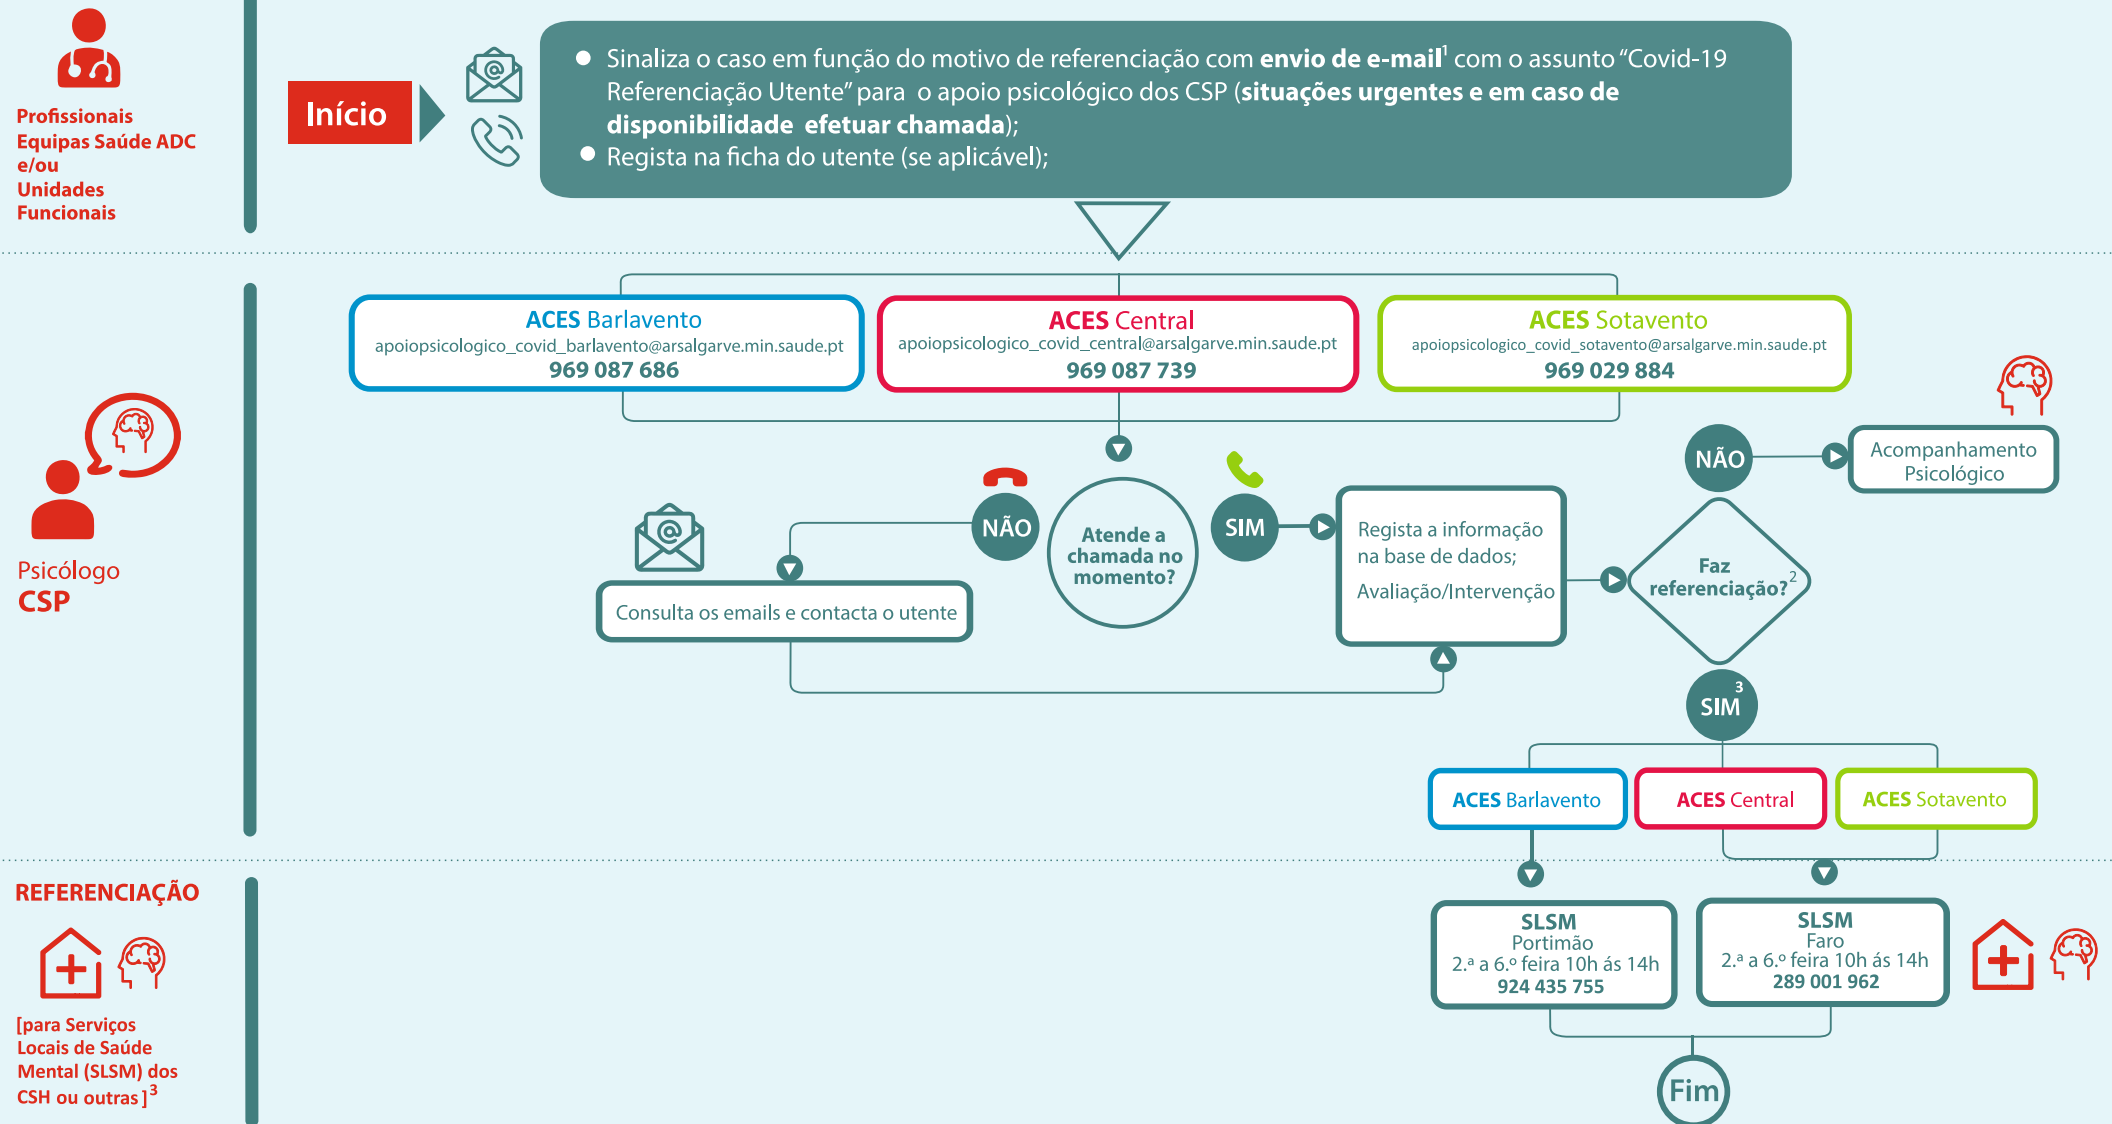 Profissionais
Equipas Saúde ADC
e/ou
Unidades
Funcionais
Início
Sinaliza o caso em função do motivo de referenciação com envio de e-mail¹ com o assunto “Covid-19
Referenciação Utente” para o apoio psicológico dos CSP (situações urgentes e em caso de
disponibilidade efetuar chamada);
Regista na ficha do utente (se aplicável);
Psicólogo
CSP
ACES Barlavento
apoiopsicologico_covid_barlavento@arsalgarve.min.saude.pt
969 087 686
ACES Central
apoiopsicologico_covid_central@arsalgarve.min.saude.pt
969 087 739
ACES Sotavento
apoiopsicologico_covid_sotavento@arsalgarve.min.saude.pt
969 029 884
Atende a
chamada no
momento?
NÃO
Consulta os emails e contacta o utente
SIM
Regista a informação
na base de dados;
Avaliação/Intervenção
Faz
referenciação?²
NÃO
Acompanhamento
Psicológico
SIM³
ACES Barlavento
ACES Central
ACES Sotavento
REFERENCIAÇÃO
[para Serviços
Locais de Saúde
Mental (SLSM) dos
CSH ou outras ]³
SLSM
Portimão
2.ª a 6.º feira 10h ás 14h
924 435 755
SLSM
Faro
2.ª a 6.º feira 10h ás 14h
289 001 962
Fim